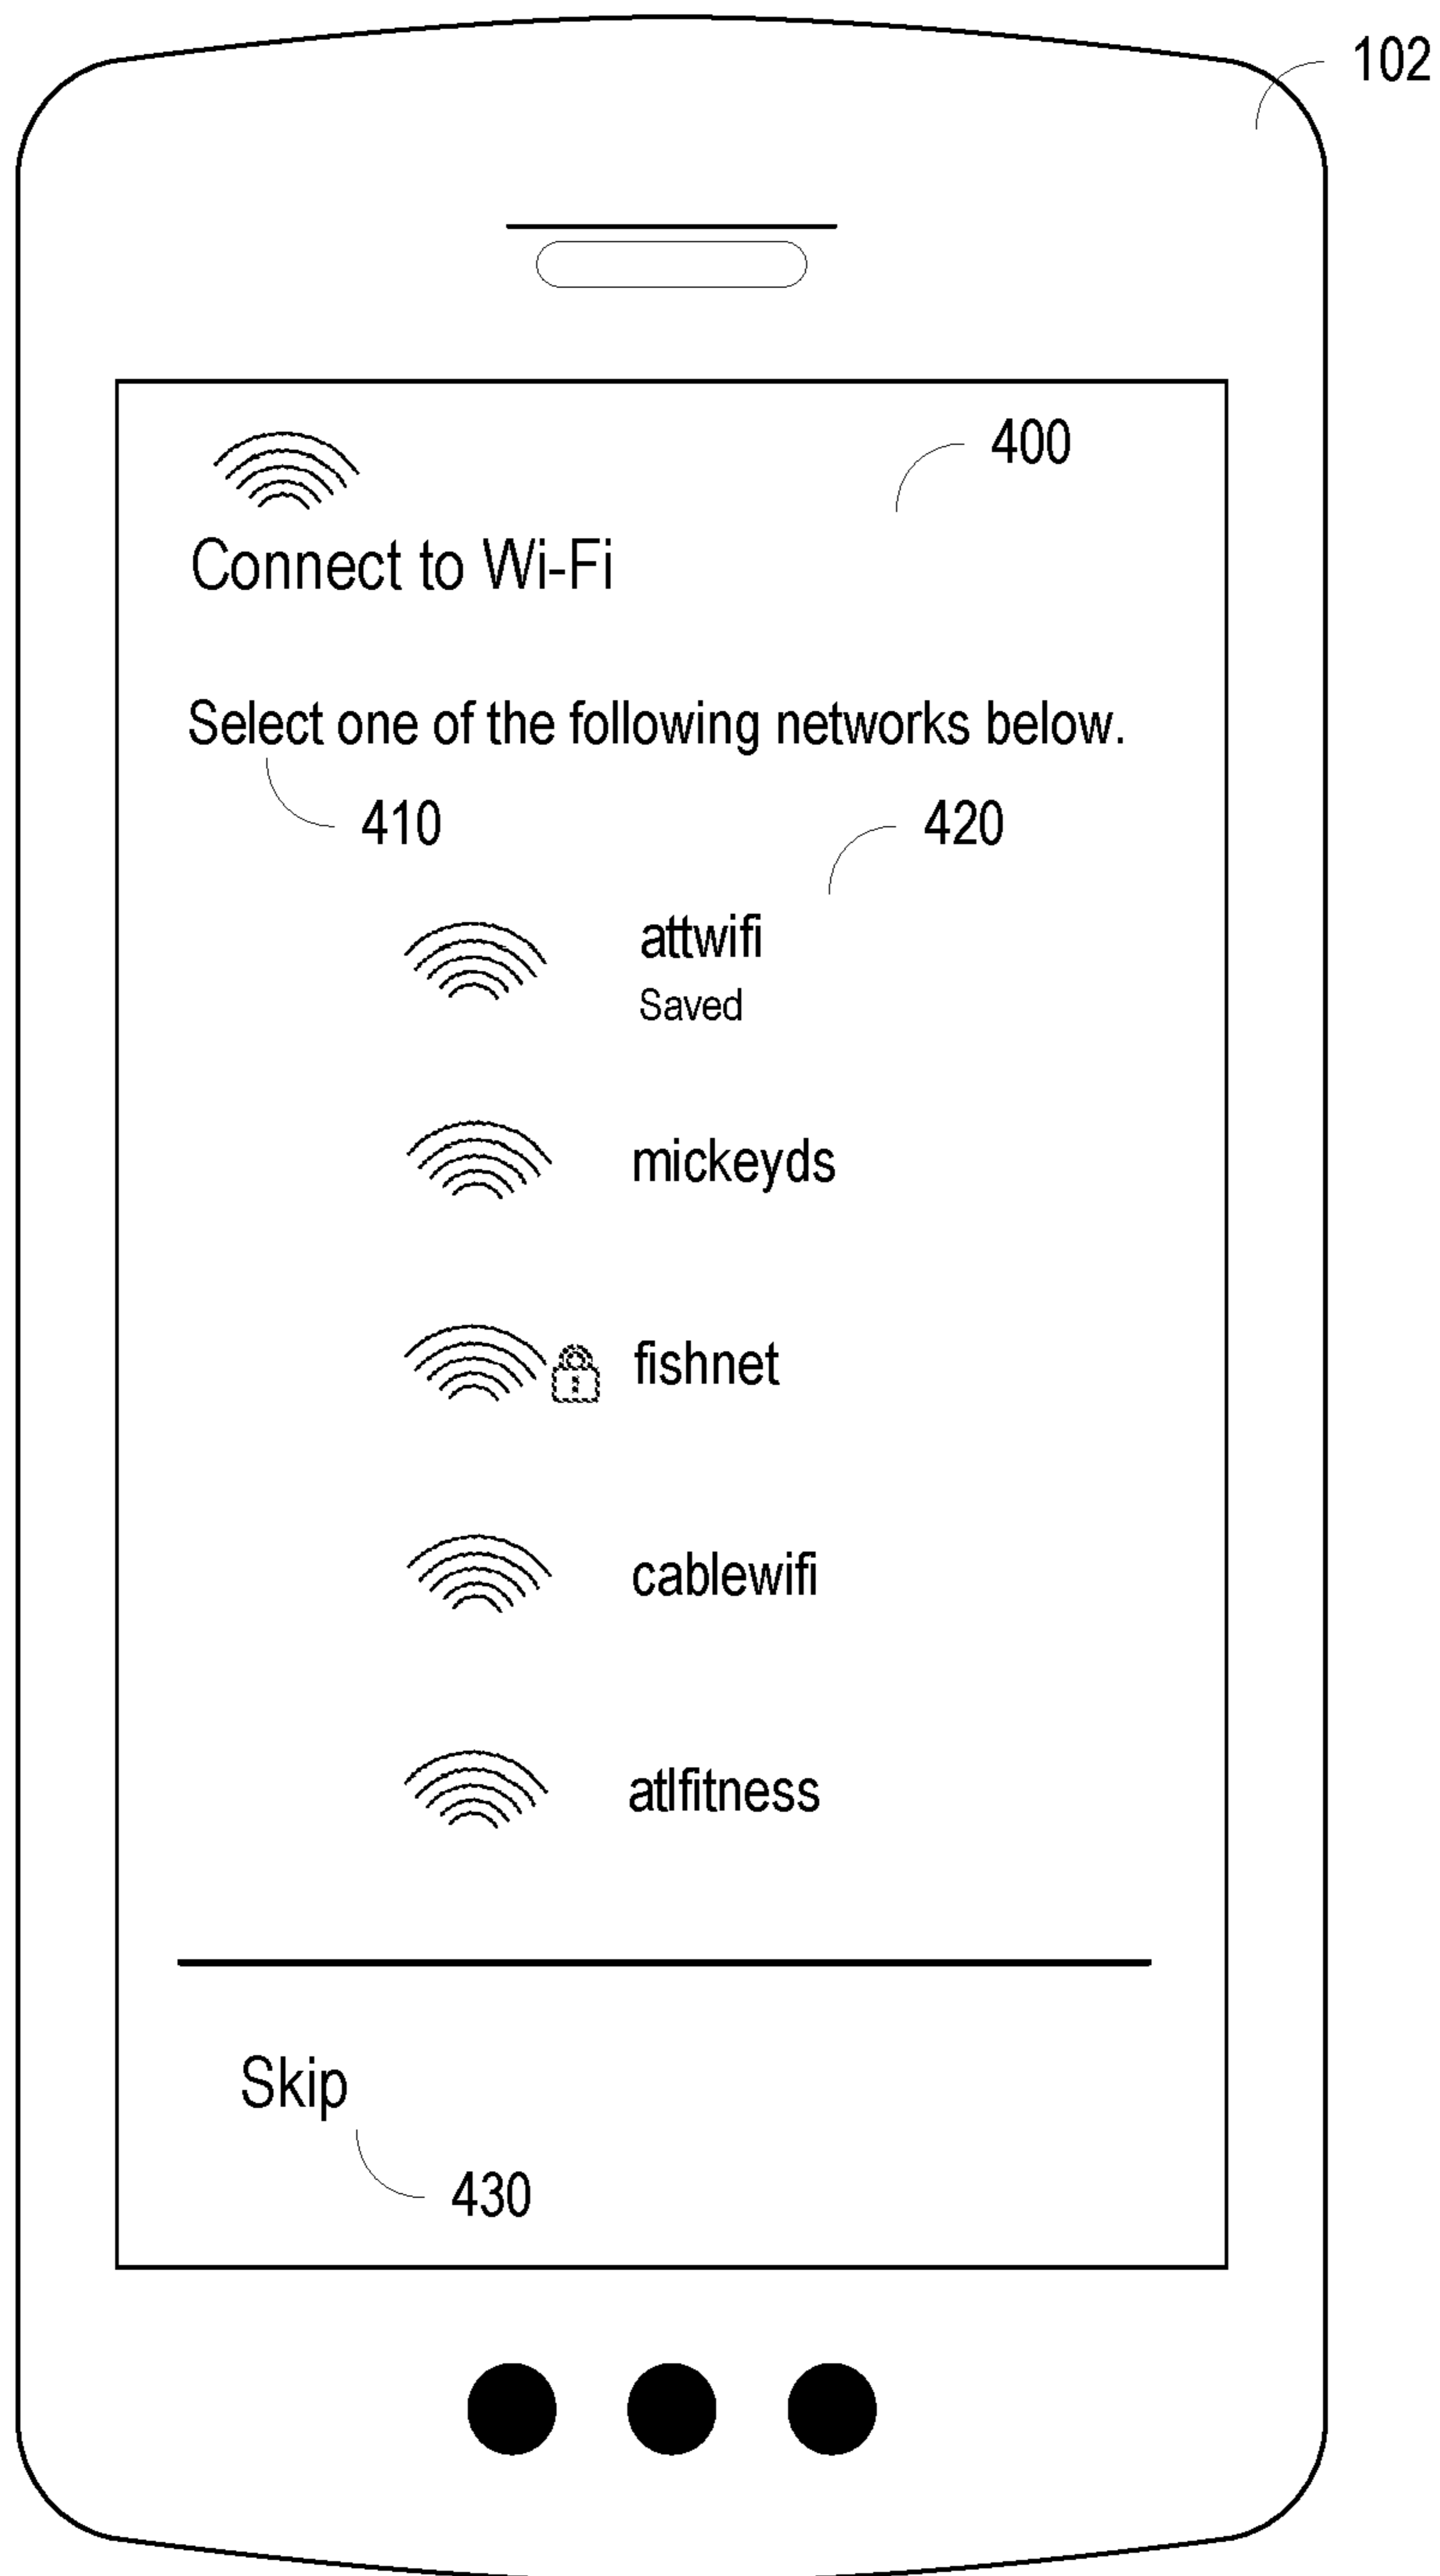 102
400
Connect to Wi-Fi
Select one of the following networks below.
410
420
attwifi
Saved
mickeyds
fishnet
cablewifi
atlfitness
Skip
430